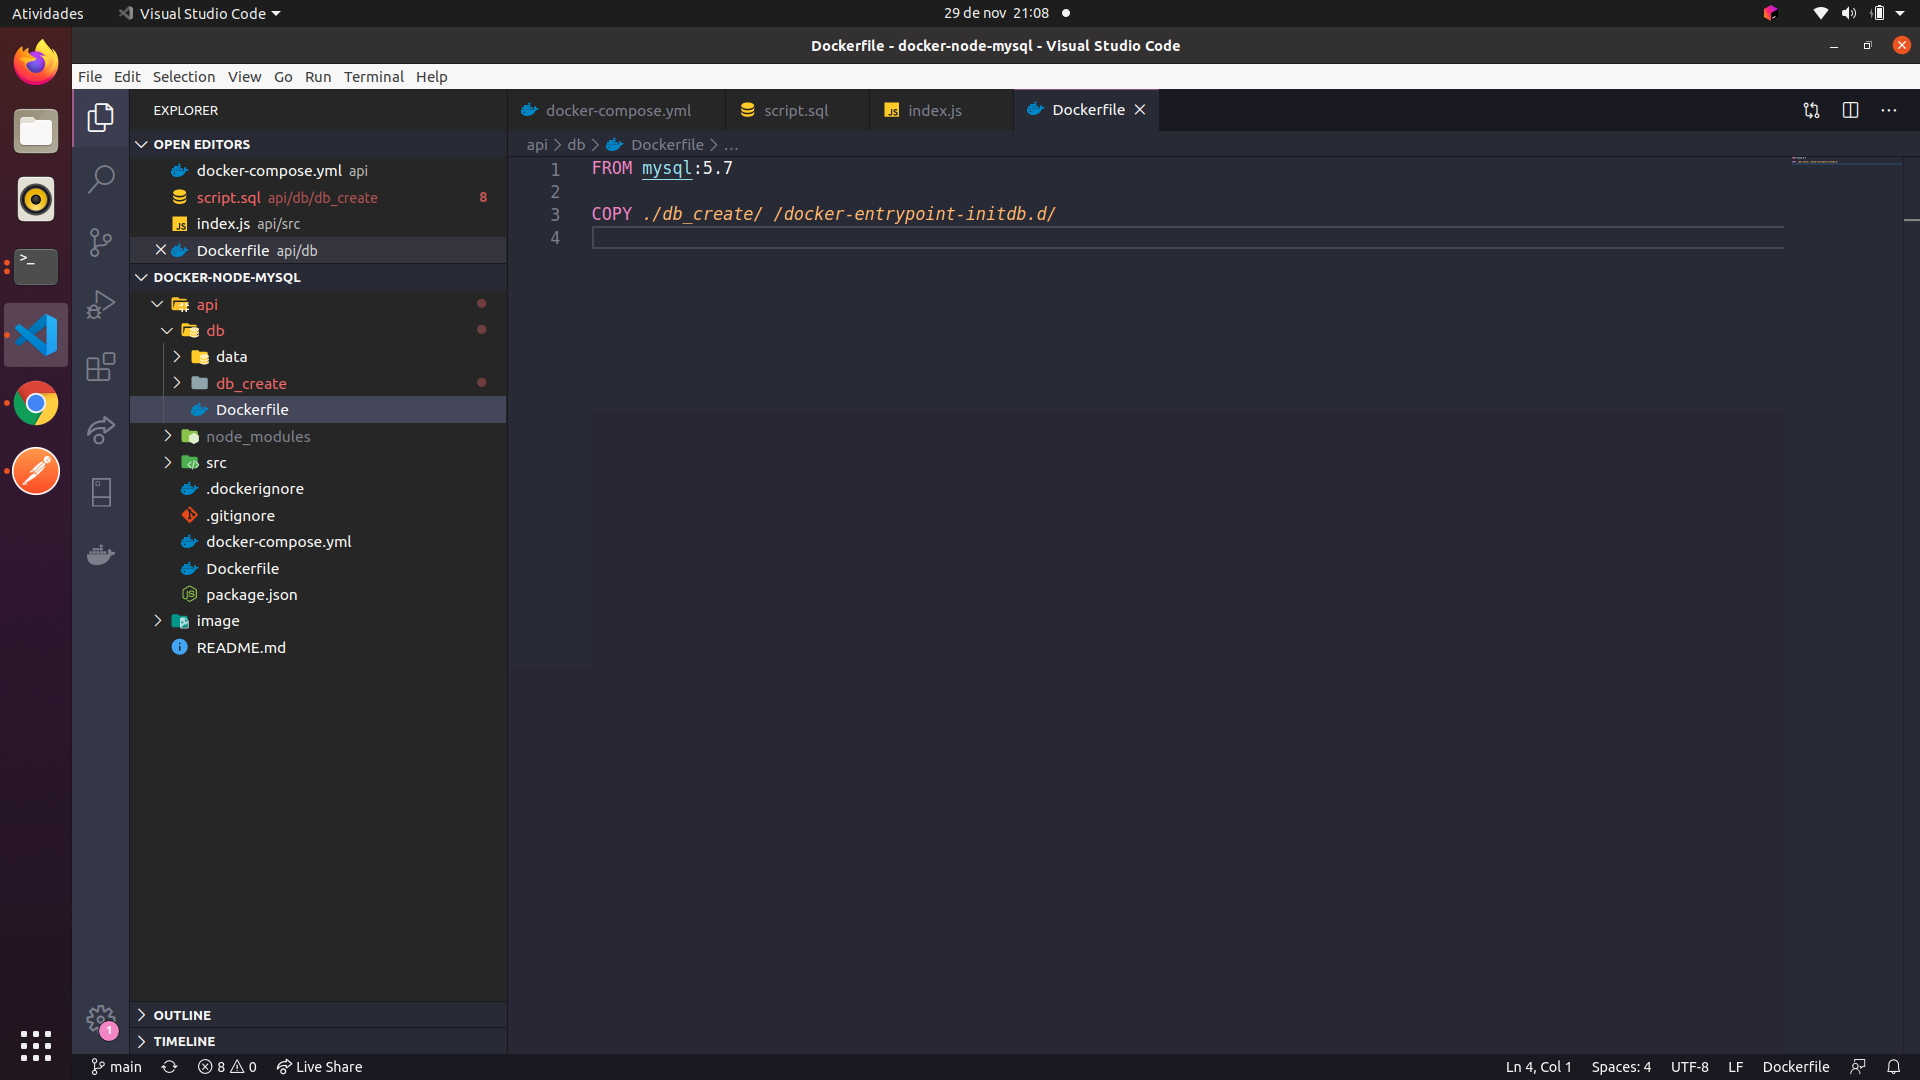 Atividades
Visual Studio Code
29 de nov 21:08
Dockerfile - docker-node-mysql - Visual Studio Code
File Edit Selection View Go Run Terminal Help
EXPLORER
OPEN EDITORS
docker-compose.yml api
script.sql api/db/db_create 8
index.js api/src
Dockerfile api/db
DOCKER-NODE-MYSQL
api
db
data
db_create
Dockerfile
node_modules
src
.dockerignore
.gitignore
docker-compose.yml
Dockerfile
package.json
image
README.md
OUTLINE
TIMELINE
1
docker-compose.yml
script.sql
index.js
Dockerfile
api > db > Dockerfile > ...
1 FROM mysql:5.7
2
3 COPY ./db_create/ /docker-entrypoint-initdb.d/
4
main
8 0
Live Share
Ln 4, Col 1
Spaces: 4
UTF-8
LF
Dockerfile